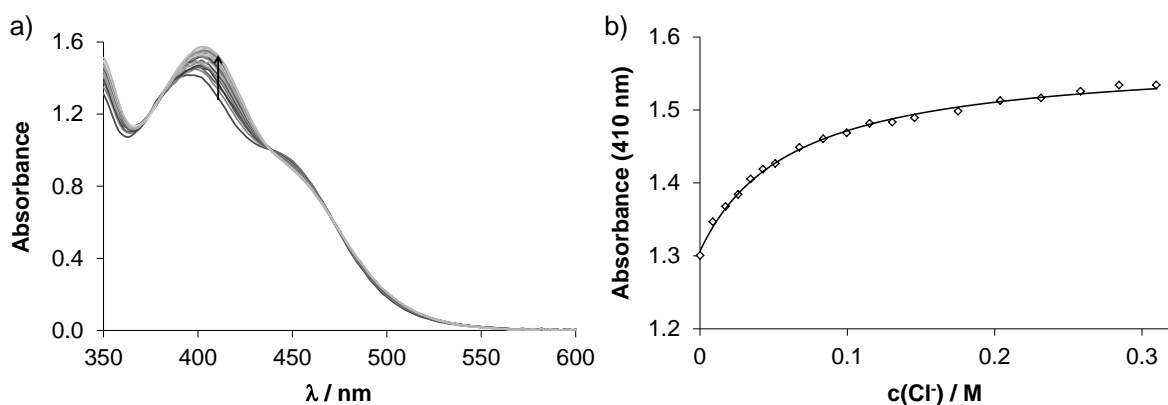 a)
Absorbance
1.6
1.2
0.8
0.4
0.0
350 400 450 500 550 600
λ / nm
b)
Absorbance (410 nm)
1.6
1.5
1.4
1.3
1.2
0 0.1 0.2 0.3
c(Cl⁻) / M